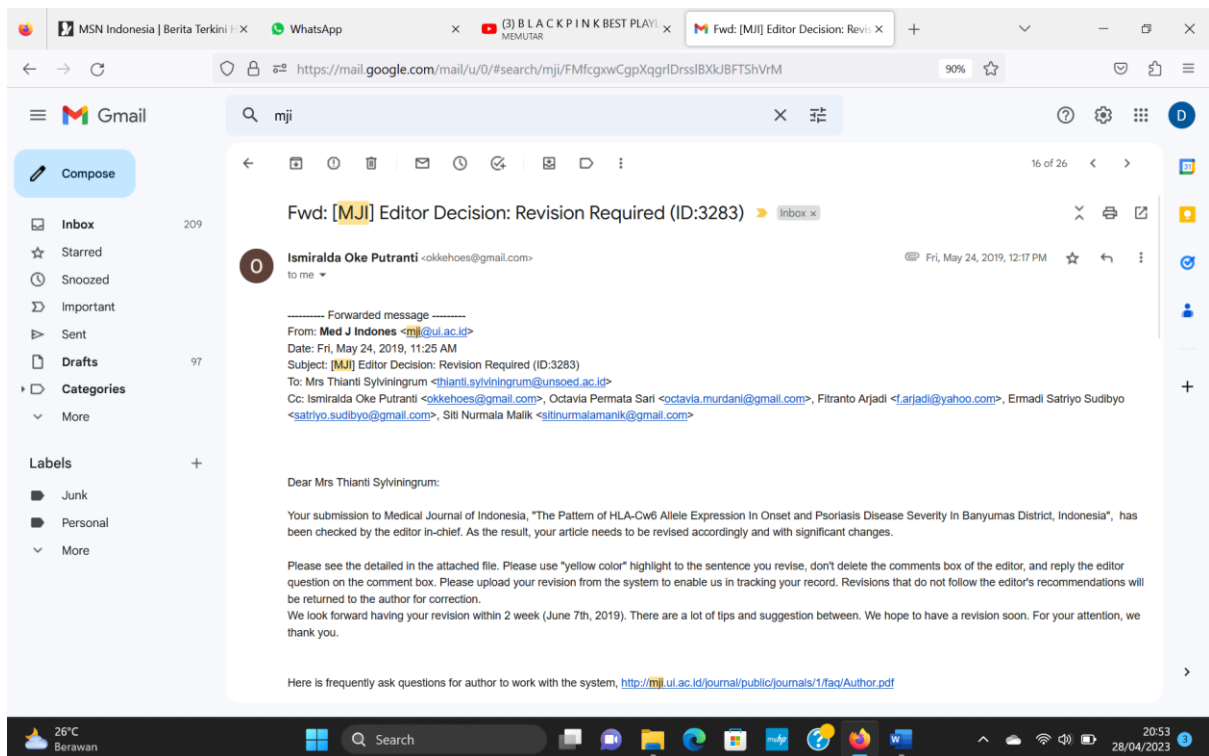 MSN Indonesia | Berita Terkini H
WhatsApp
(3) B L A C K P I N K BEST PLAYL
MEMUTAR
Fwd: [MJI] Editor Decision: Revis
https://mail.google.com/mail/u/0/#search/mji/FMfcgxwCgpXqgrlDrsslBXkJBFTShVrM
90%
Gmail
mji
D
Compose
16 of 26
31
Inbox 209
Starred
Snoozed
Important
Sent
Drafts 97
Categories
More
Labels
Junk
Personal
More
Fwd: [MJI] Editor Decision: Revision Required (ID:3283)
Inbox ×
O
Ismiralda Oke Putranti <okkehoes@gmail.com>
Fri, May 24, 2019, 12:17 PM
to me
---------- Forwarded message ---------
From: Med J Indones <mji@ui.ac.id>
Date: Fri, May 24, 2019, 11:25 AM
Subject: [MJI] Editor Decision: Revision Required (ID:3283)
To: Mrs Thianti Sylviningrum <thianti.sylviningrum@unsoed.ac.id>
Cc: Ismiralda Oke Putranti <okkehoes@gmail.com>, Octavia Permata Sari <octavia.murdani@gmail.com>, Fitranto Arjadi <f.arjadi@yahoo.com>, Ermadi Satriyo Sudibyo
<satriyo.sudibyo@gmail.com>, Siti Nurmala Malik <sitinurmalamanik@gmail.com>
Dear Mrs Thianti Sylviningrum:
Your submission to Medical Journal of Indonesia, "The Pattern of HLA-Cw6 Allele Expression In Onset and Psoriasis Disease Severity In Banyumas District, Indonesia", has
been checked by the editor in-chief. As the result, your article needs to be revised accordingly and with significant changes.
Please see the detailed in the attached file. Please use "yellow color" highlight to the sentence you revise, don't delete the comments box of the editor, and reply the editor
question on the comment box. Please upload your revision from the system to enable us in tracking your record. Revisions that do not follow the editor's recommendations will
be returned to the author for correction.
We look forward having your revision within 2 week (June 7th, 2019). There are a lot of tips and suggestion between. We hope to have a revision soon. For your attention, we
thank you.
Here is frequently ask questions for author to work with the system, http://mji.ui.ac.id/journal/public/journals/1/faq/Author.pdf
26°C
Berawan
Search
20:53
28/04/2023
3